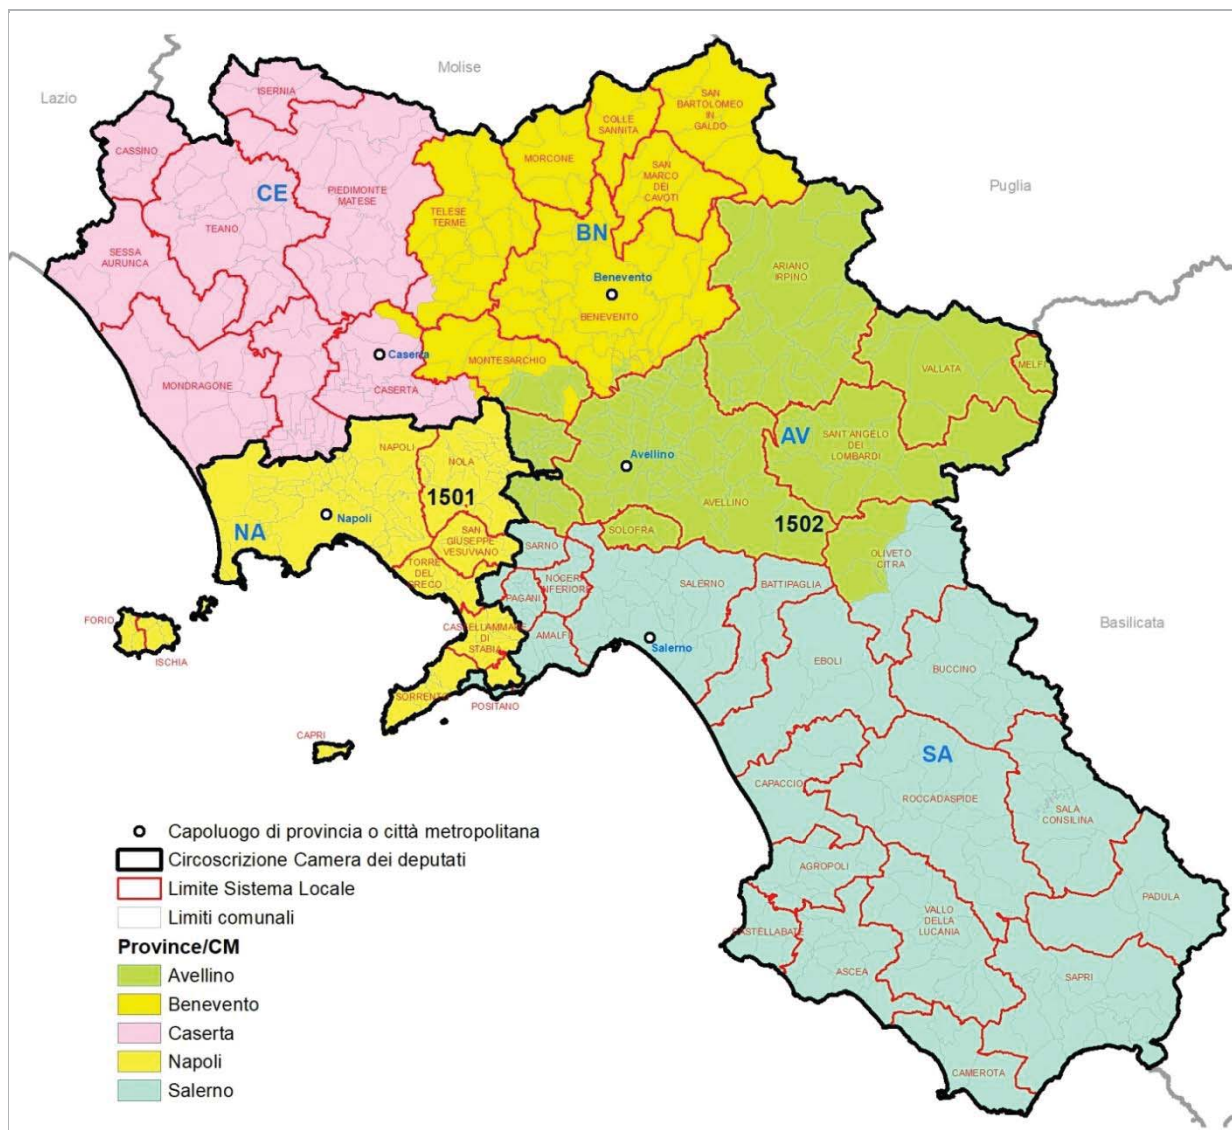 Molise
Lazio
ISERNIA
SAN
BARTOLOMEO
IN
GALDO
COLLE
SANNITA
CASSINO
MORCONE
SAN
MARCO
DEI
CAVOTI
Puglia
CE
PIEDIMONTE
MATESE
TELESE
TERME
TEANO
BN
SESSA
AURUNCA
ARIANO
IRPINO
Benevento
BENEVENTO
Caserta
MONTESARCHIO
VALLATA
MELFI
MONDRAGONE
CASERTA
SANT'ANGELO
DEI
LOMBARDI
AV
NAPOLI
NOLA
Avellino
1501
AVELLINO
Napoli
1502
NA
SAN
GIUSEPPE
VESUVIANO
SOLOFRA
SARNO
OLIVETO
CITRA
TORRE
DEL
GRECO
NOCERA
INFERIORE
SALERNO
BATTIPAGLIA
PAGANI
FORIO
ISCHIA
CASTELLAMMARE
DI
STABIA
AMALFI
Salerno
Basilicata
EBOLI
BUCCINO
SORRENTO
POSITANO
CAPRI
SA
CAPACCIO
ROCCADASPIDE
SALA
CONSILINA
AGROPOLI
PADULA
VALLO
DELLA
LUCANIA
CASTELLABATE
ASCEA
SAPRI
CAMEROTA
Capoluogo di provincia o città metropolitana
Circoscrizione Camera dei deputati
Limite Sistema Locale
Limiti comunali
Province/CM
Avellino
Benevento
Caserta
Napoli
Salerno